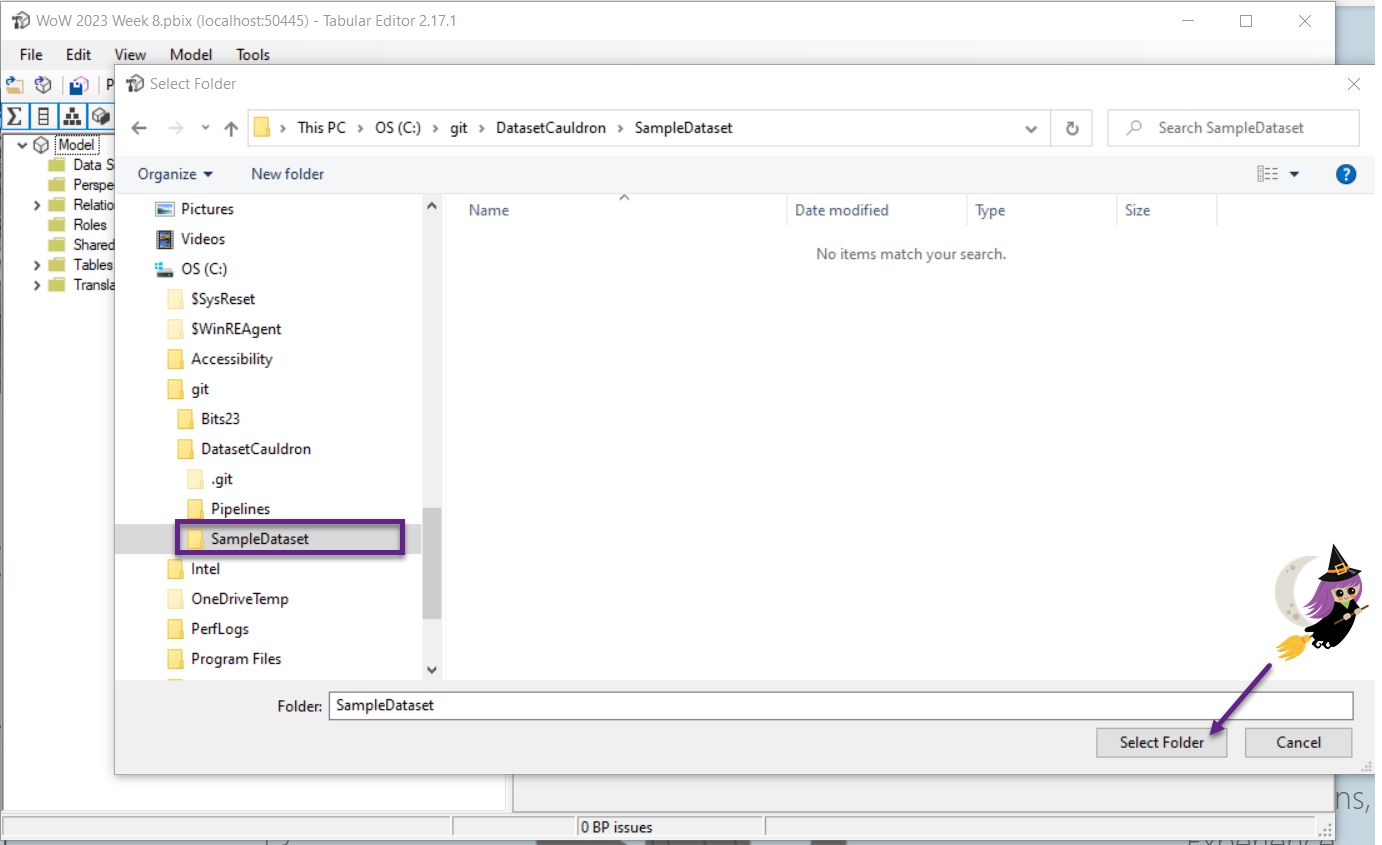 WoW 2023 Week 8.pbix (localhost:50445) - Tabular Editor 2.17.1
File Edit View Model Tools
Select Folder
This PC > OS (C:) > git > DatasetCauldron > SampleDataset
Search SampleDataset
Organize New folder
Model
Data S
Perspe
Relatio
Roles
Shared
Tables
Transla
Pictures
Videos
OS (C:)
$SysReset
$WinREAgent
Accessibility
git
Bits23
DatasetCauldron
.git
Pipelines
SampleDataset
Intel
OneDriveTemp
PerfLogs
Program Files
Name Date modified Type Size
No items match your search.
Folder: SampleDataset
Select Folder Cancel
ns,
0 BP issues